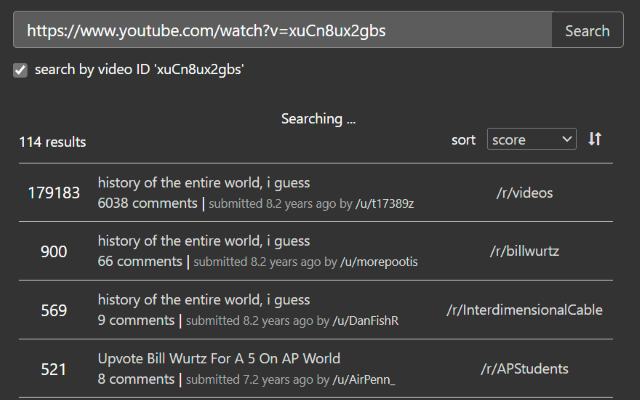 https://www.youtube.com/watch?v=xuCn8ux2gbs Search
search by video ID 'xuCn8ux2gbs'
Searching ...
114 results sort score
179183 history of the entire world, i guess /r/videos
6038 comments | submitted 8.2 years ago by /u/t17389z
900 history of the entire world, i guess /r/billwurtz
66 comments | submitted 8.2 years ago by /u/morepootis
569 history of the entire world, i guess /r/InterdimensionalCable
9 comments | submitted 8.2 years ago by /u/DanFishR
521 Upvote Bill Wurtz For A 5 On AP World /r/APStudents
8 comments | submitted 7.2 years ago by /u/AirPenn_